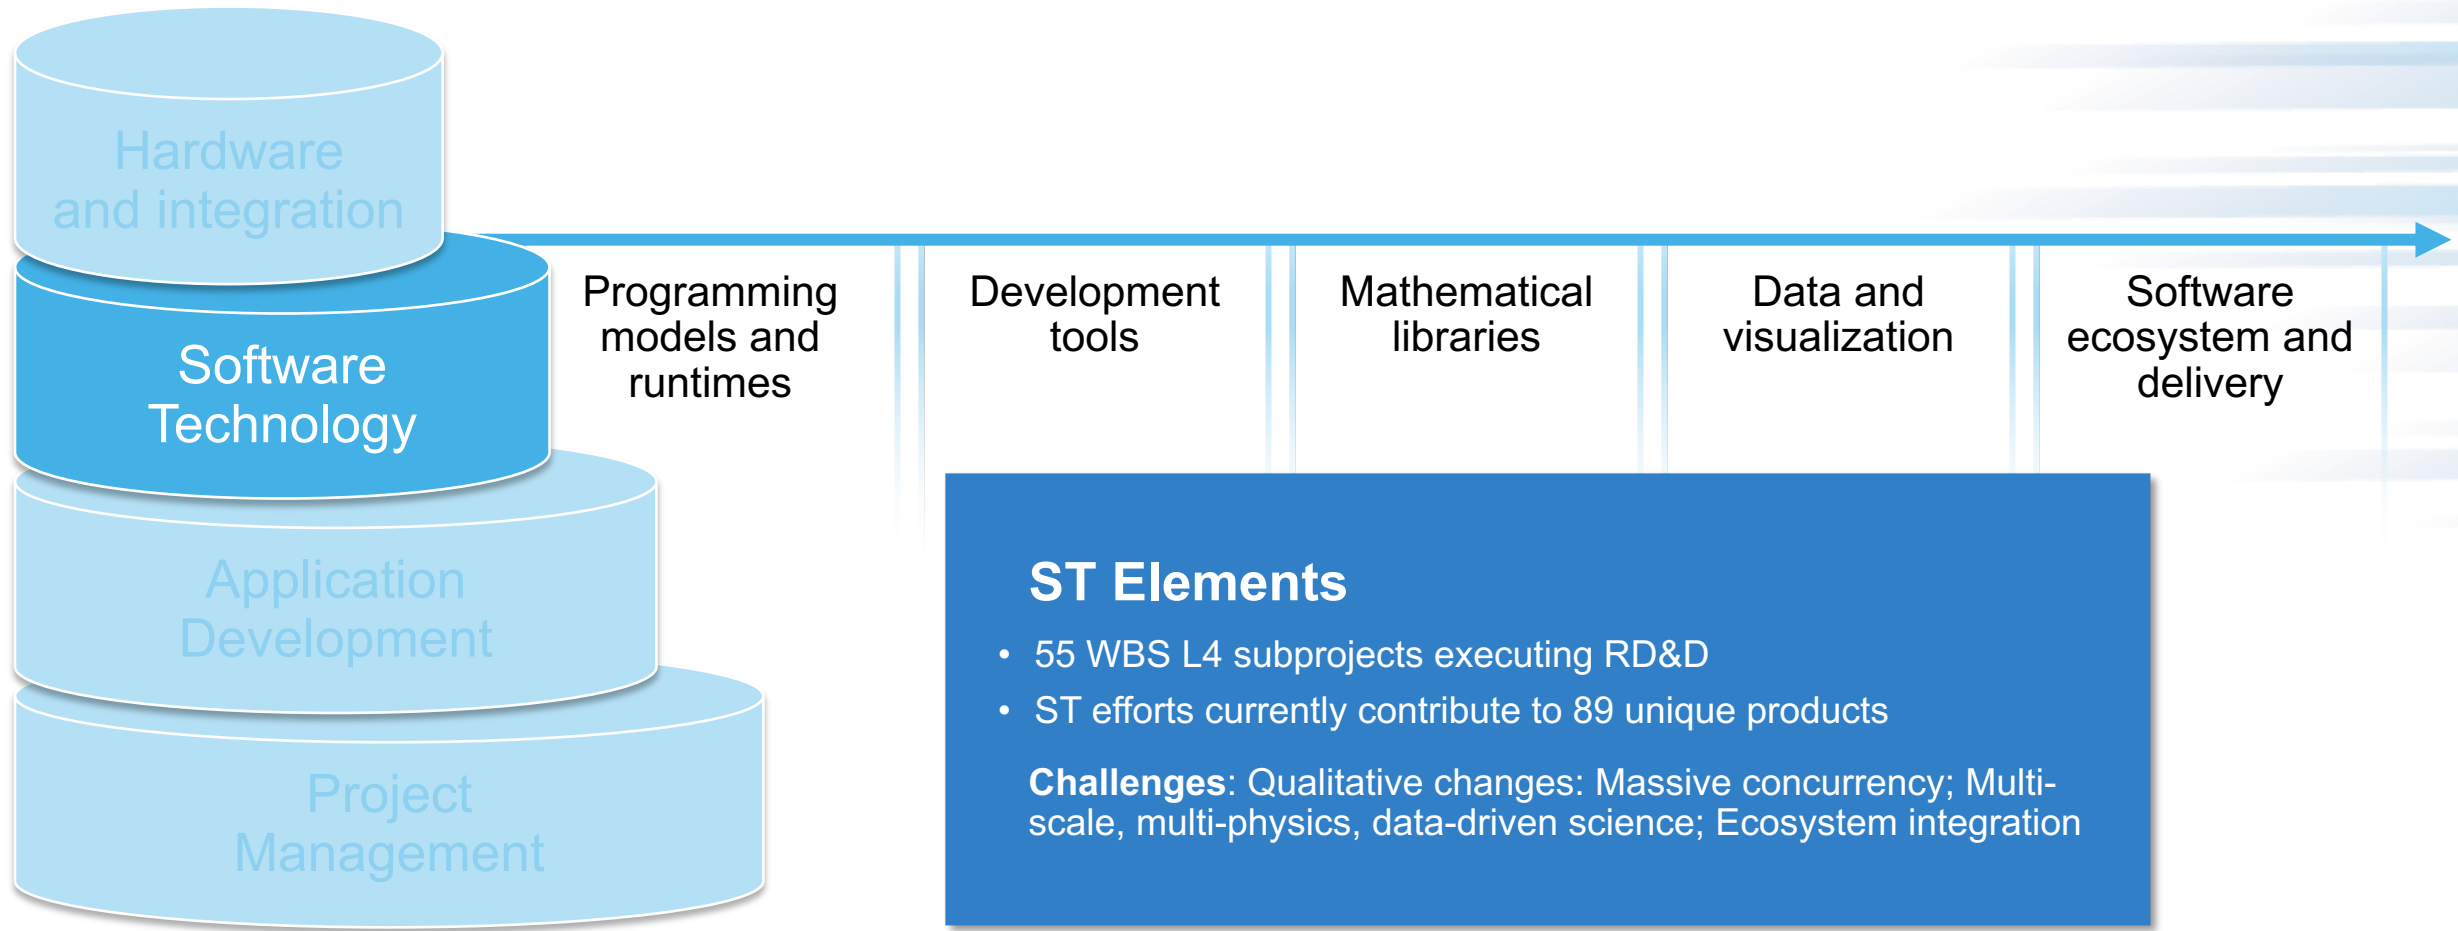 Hardware
and integration
Software
Technology
Application
Development
Project
Management
Programming
models and
runtimes
Development
tools
Mathematical
libraries
Data and
visualization
Software
ecosystem and
delivery
ST Elements
• 55 WBS L4 subprojects executing RD&D
• ST efforts currently contribute to 89 unique products
Challenges: Qualitative changes: Massive concurrency; Multi-
scale, multi-physics, data-driven science; Ecosystem integration